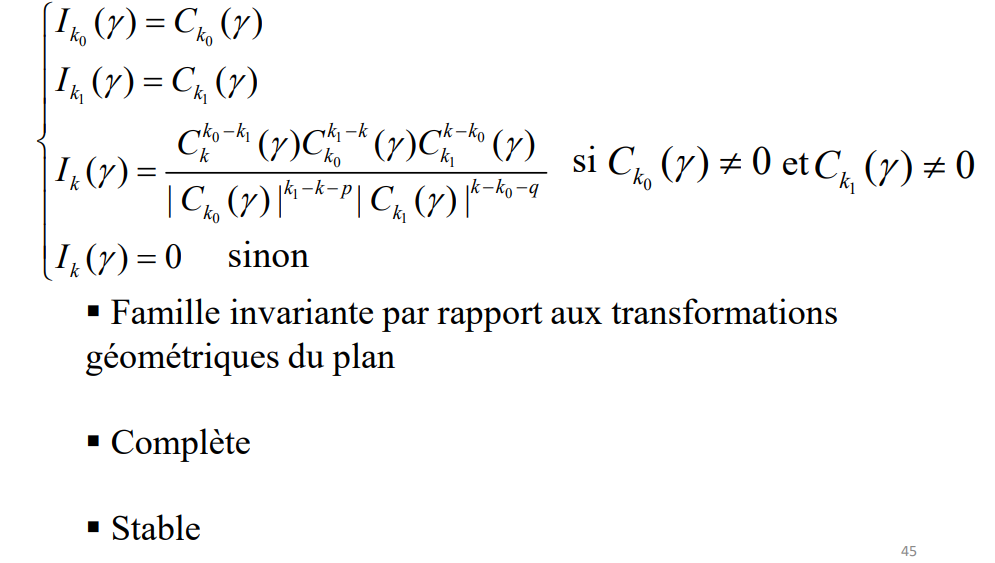 I_{k_0}(γ) = C_{k_0}(γ)
I_{k_1}(γ) = C_{k_1}(γ)
I_k(γ) = \frac{C_k^{k_0-k_1}(γ)C_{k_0}^{k_1-k}(γ)C_{k_1}^{k-k_0}(γ)}{|C_{k_0}(γ)|^{k_1-k-p}|C_{k_1}(γ)|^{k-k_0-q}} si C_{k_0}(γ) ≠ 0 et C_{k_1}(γ) ≠ 0
I_k(γ) = 0 sinon
▪ Famille invariante par rapport aux transformations
géométriques du plan
▪ Complète
▪ Stable
45